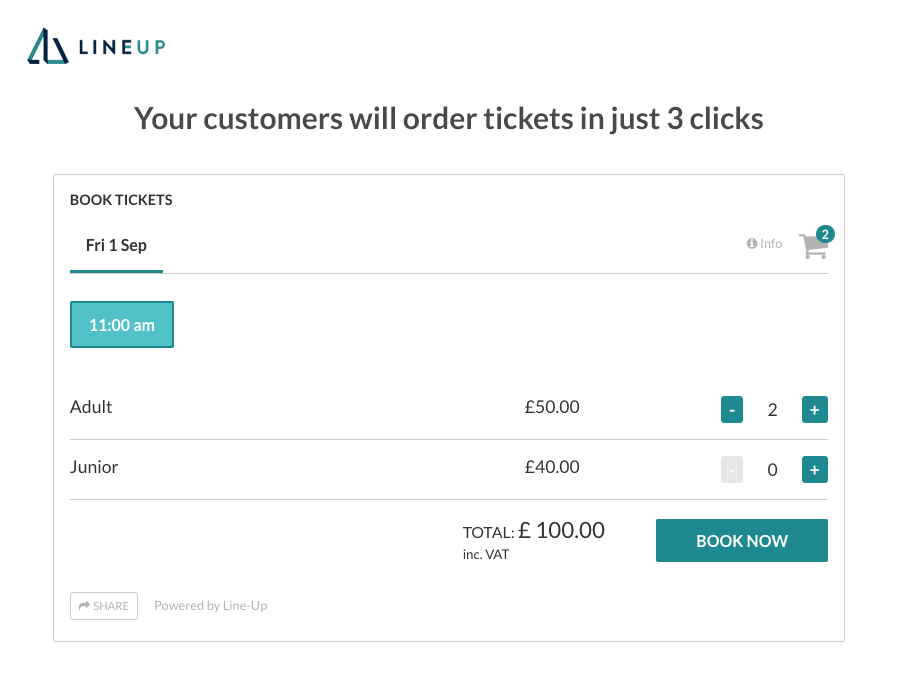 LINEUP
Your customers will order tickets in just 3 clicks
BOOK TICKETS
Fri 1 Sep
Info
2
11:00 am
Adult £50.00 - 2 +
Junior £40.00 - 0 +
TOTAL: £ 100.00
inc. VAT
BOOK NOW
SHARE
Powered by Line-Up